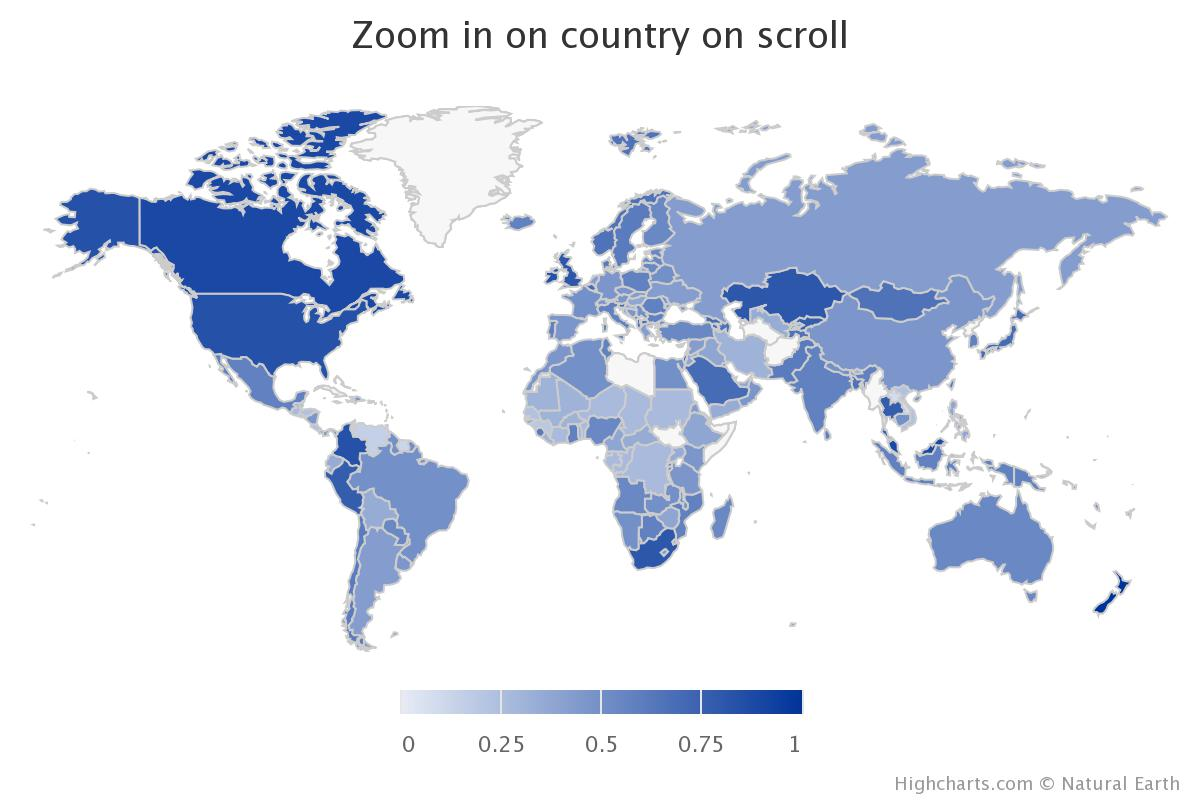 Zoom in on country on scroll
0 0.25 0.5 0.75 1
Highcharts.com © Natural Earth